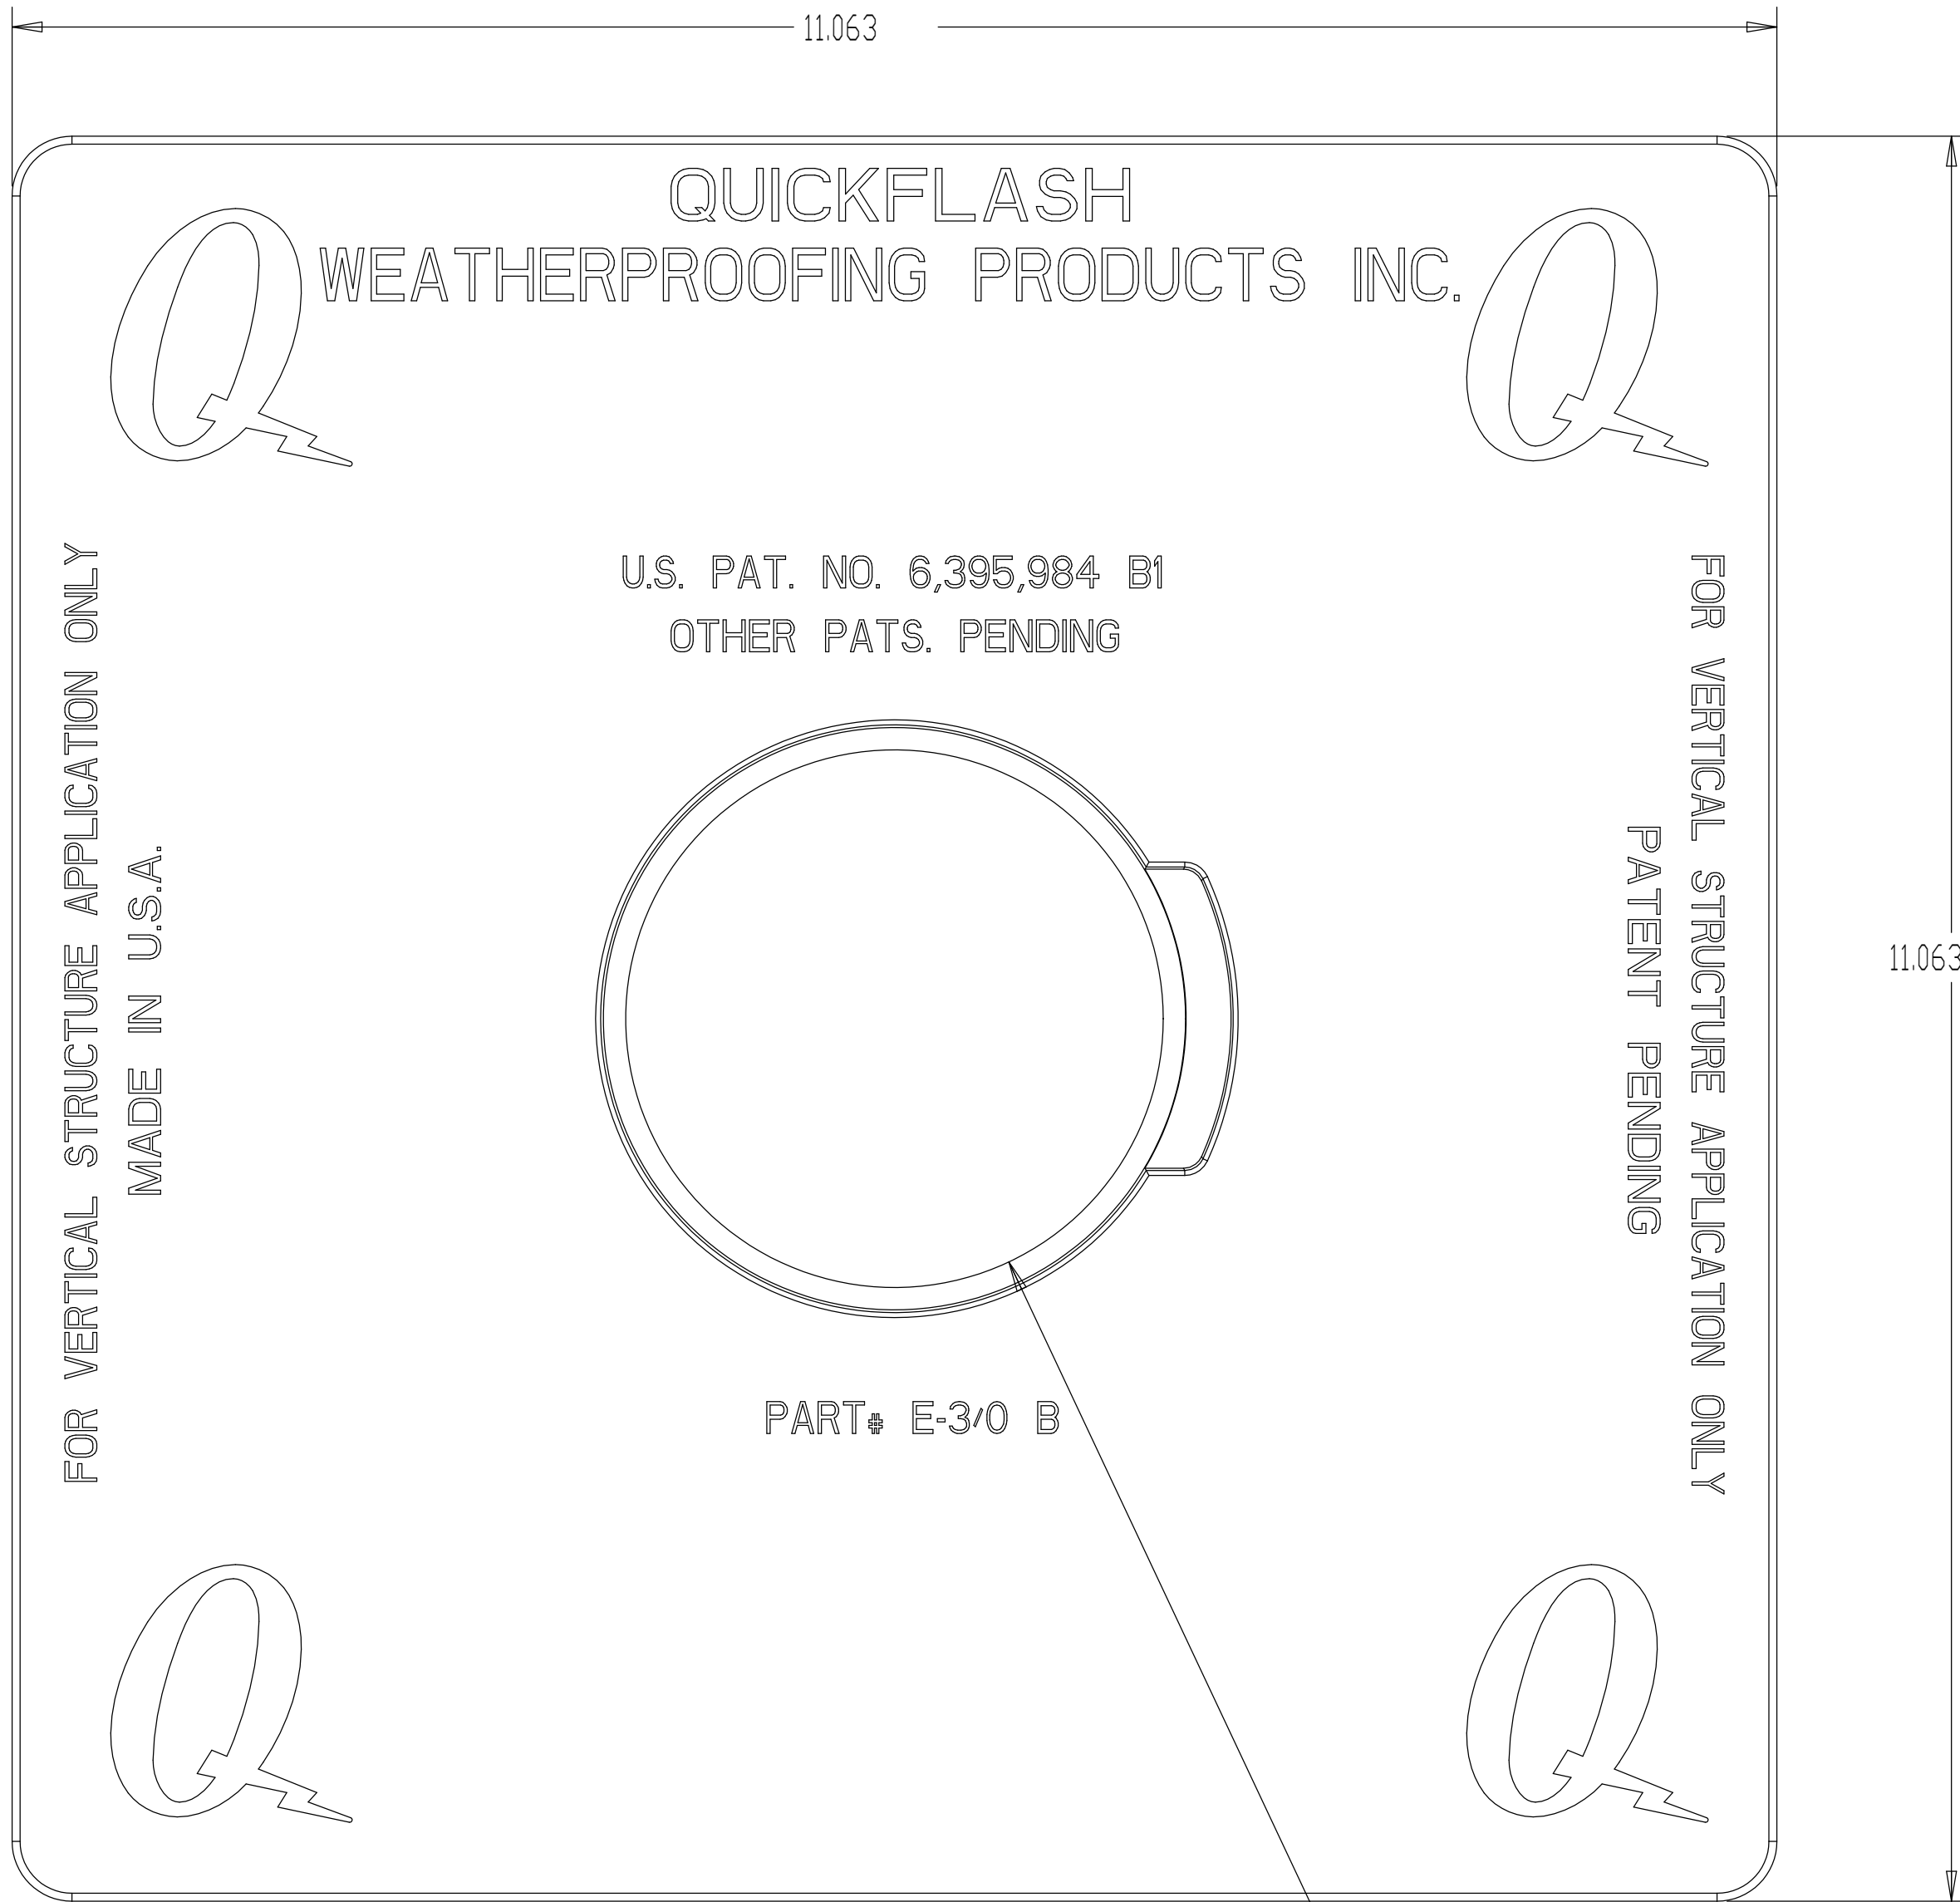 11.063
QUICKFLASH
WEATHERPROOFING PRODUCTS INC.
U.S. PAT. NO. 6,395,984 B1
OTHER PATS. PENDING
FOR VERTICAL STRUCTURE APPLICATION ONLY
MADE IN U.S.A.
PATENT PENDING
FOR VERTICAL STRUCTURE APPLICATION ONLY
11.063
PART# E-3/0 B
Q
Q
Q
Q